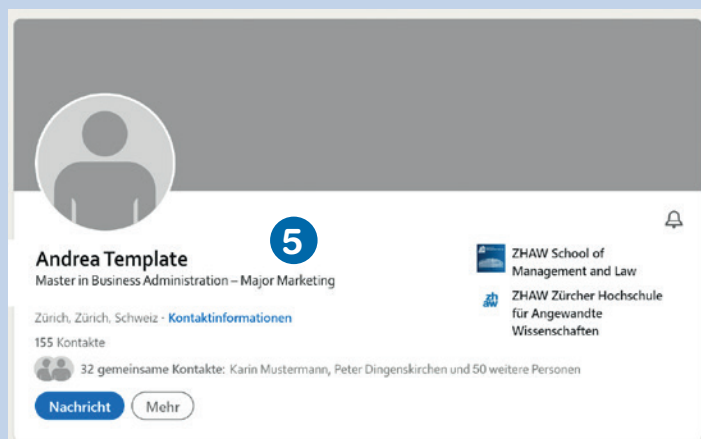 5
Andrea Template
Master in Business Administration – Major Marketing
Zürich, Zürich, Schweiz · Kontaktinformationen
155 Kontakte
32 gemeinsame Kontakte: Karin Mustermann, Peter Dingenskirchen und 50 weitere Personen
Nachricht
Mehr
ZHAW School of
Management and Law
zh
aw
ZHAW Zürcher Hochschule
für Angewandte
Wissenschaften